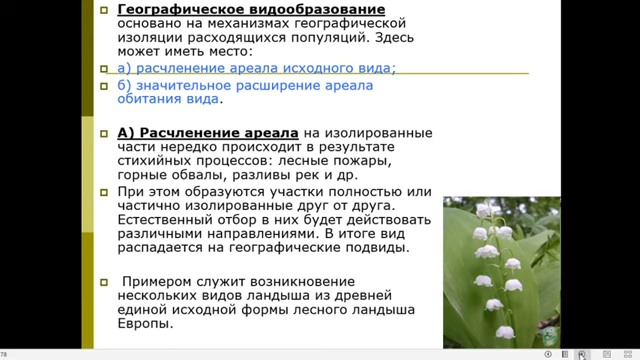 Географическое видообразование
основано на механизмах географической
изоляции расходящихся популяций. Здесь
может иметь место:
а) расчленение ареала исходного вида;
б) значительное расширение ареала
обитания вида.
А) Расчленение ареала на изолированные
части нередко происходит в результате
стихийных процессов: лесные пожары,
горные обвалы, разливы рек и др.
При этом образуются участки полностью или
частично изолированные друг от друга.
Естественный отбор в них будет действовать
различными направлениями. В итоге вид
распадается на географические подвиды.
Примером служит возникновение
нескольких видов ландыша из древней
единой исходной формы лесного ландыша
Европы.
78